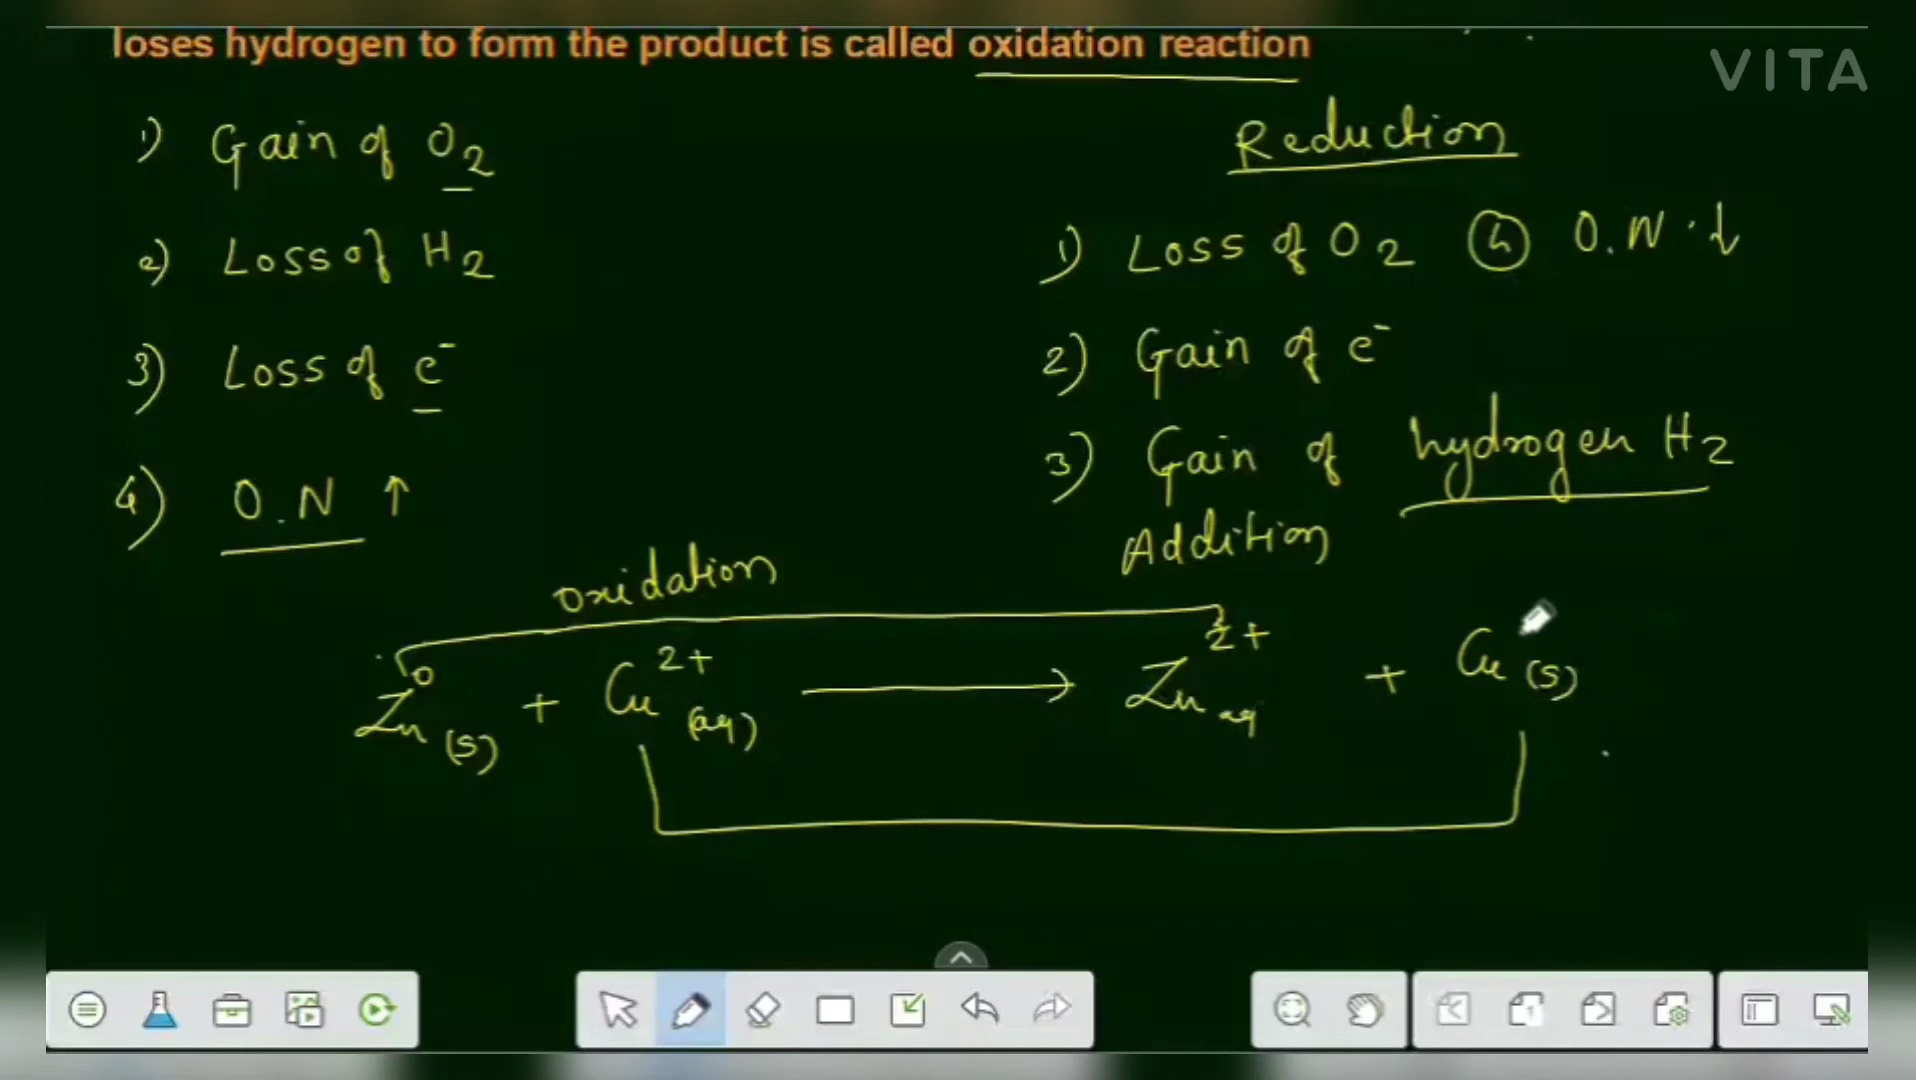 loses hydrogen to form the product is called oxidation reaction
VITA
1) Gain of O2
2) Loss of H2
3) Loss of e-
4) O.N ↑
Reduction
1) Loss of O2 4 O.N. ↓
2) Gain of e-
3) Gain of hydrogen H2
Addition
oxidation
Zn0(s) + Cu2+(aq) → Zn2+aq + Cu(s)